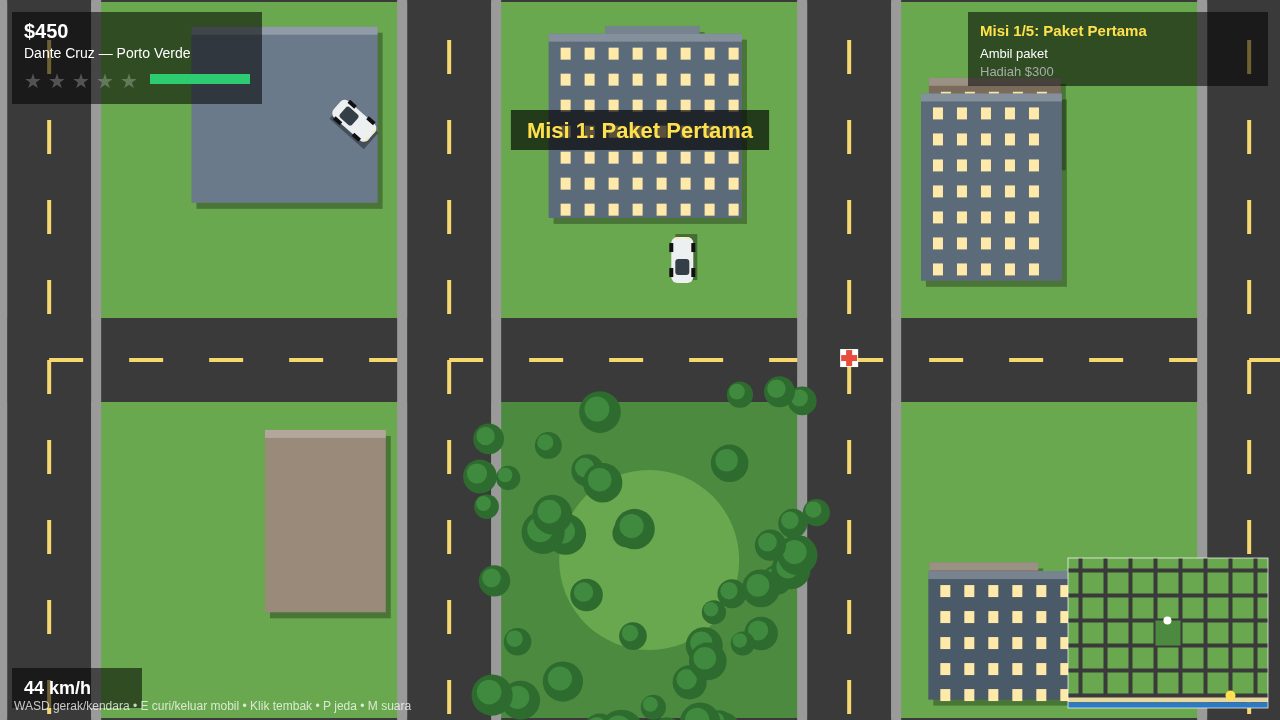 $450
Dante Cruz — Porto Verde
★ ★ ★ ★ ★
Misi 1/5: Paket Pertama
Ambil paket
Hadiah $300
Misi 1: Paket Pertama
44 km/h
WASD gerak/kendara • E curi/keluar mobil • Klik tembak • P jeda • M suara